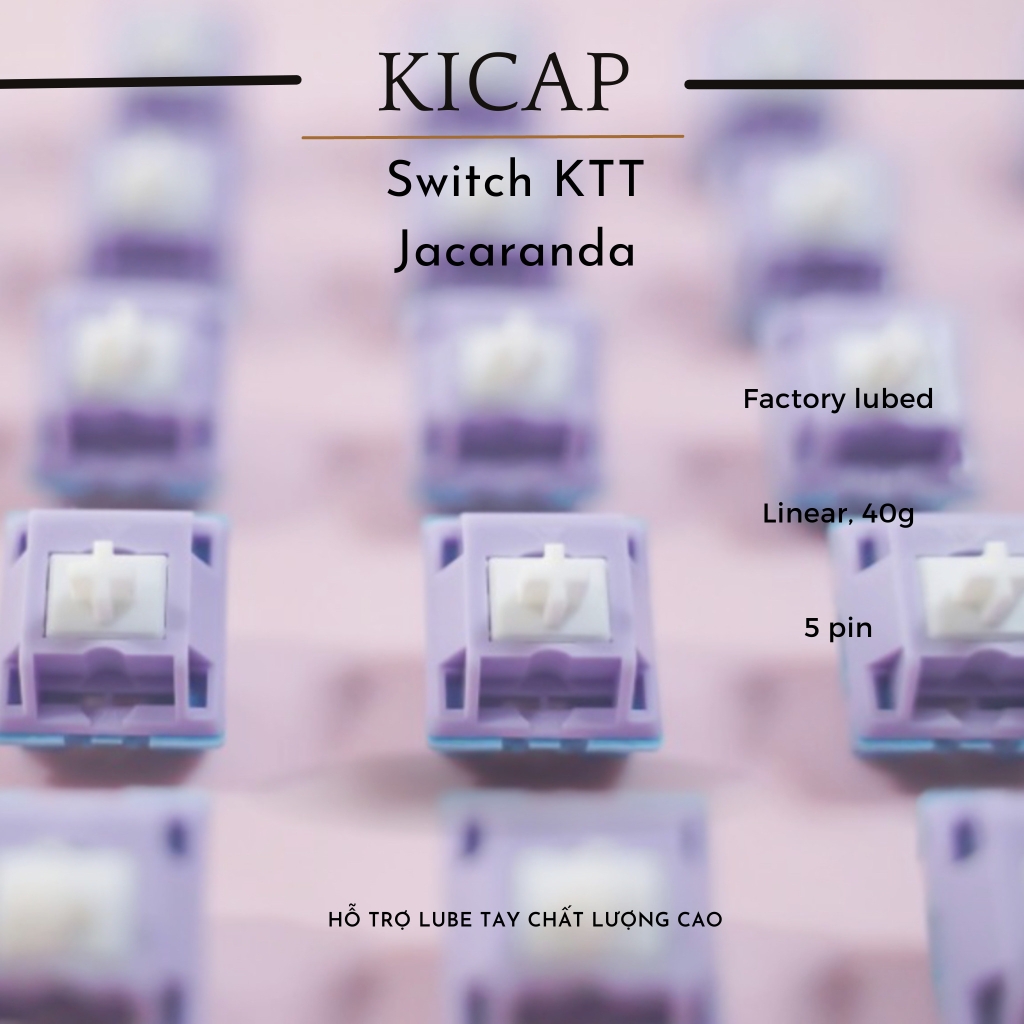 KICAP
Switch KTT
Jacaranda
Factory lubed
Linear, 40g
5 pin
HỖ TRỢ LUBE TAY CHẤT LƯỢNG CAO